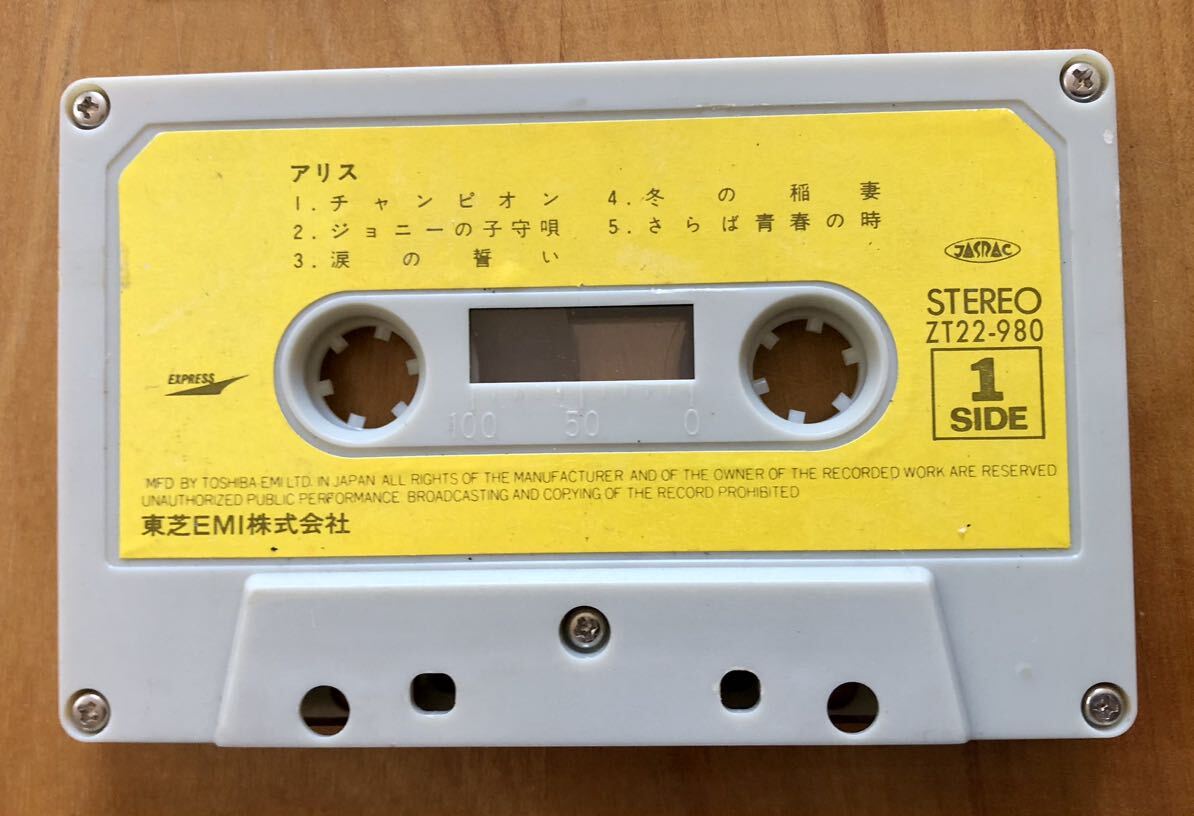 アリス
1. チャンピオン
2. ジョニーの子守唄
3. 涙の誓い
4. 冬の稲妻
5. さらば青春の時
JASRAC
STEREO
ZT22-980
1
SIDE
EXPRESS
100 50 0
MFD BY TOSHIBA-EMI LTD. IN JAPAN ALL RIGHTS OF THE MANUFACTURER AND OF THE OWNER OF THE RECORDED WORK ARE RESERVED
UNAUTHORIZED PUBLIC PERFORMANCE BROADCASTING AND COPYING OF THE RECORD PROHIBITED
東芝EMI株式会社